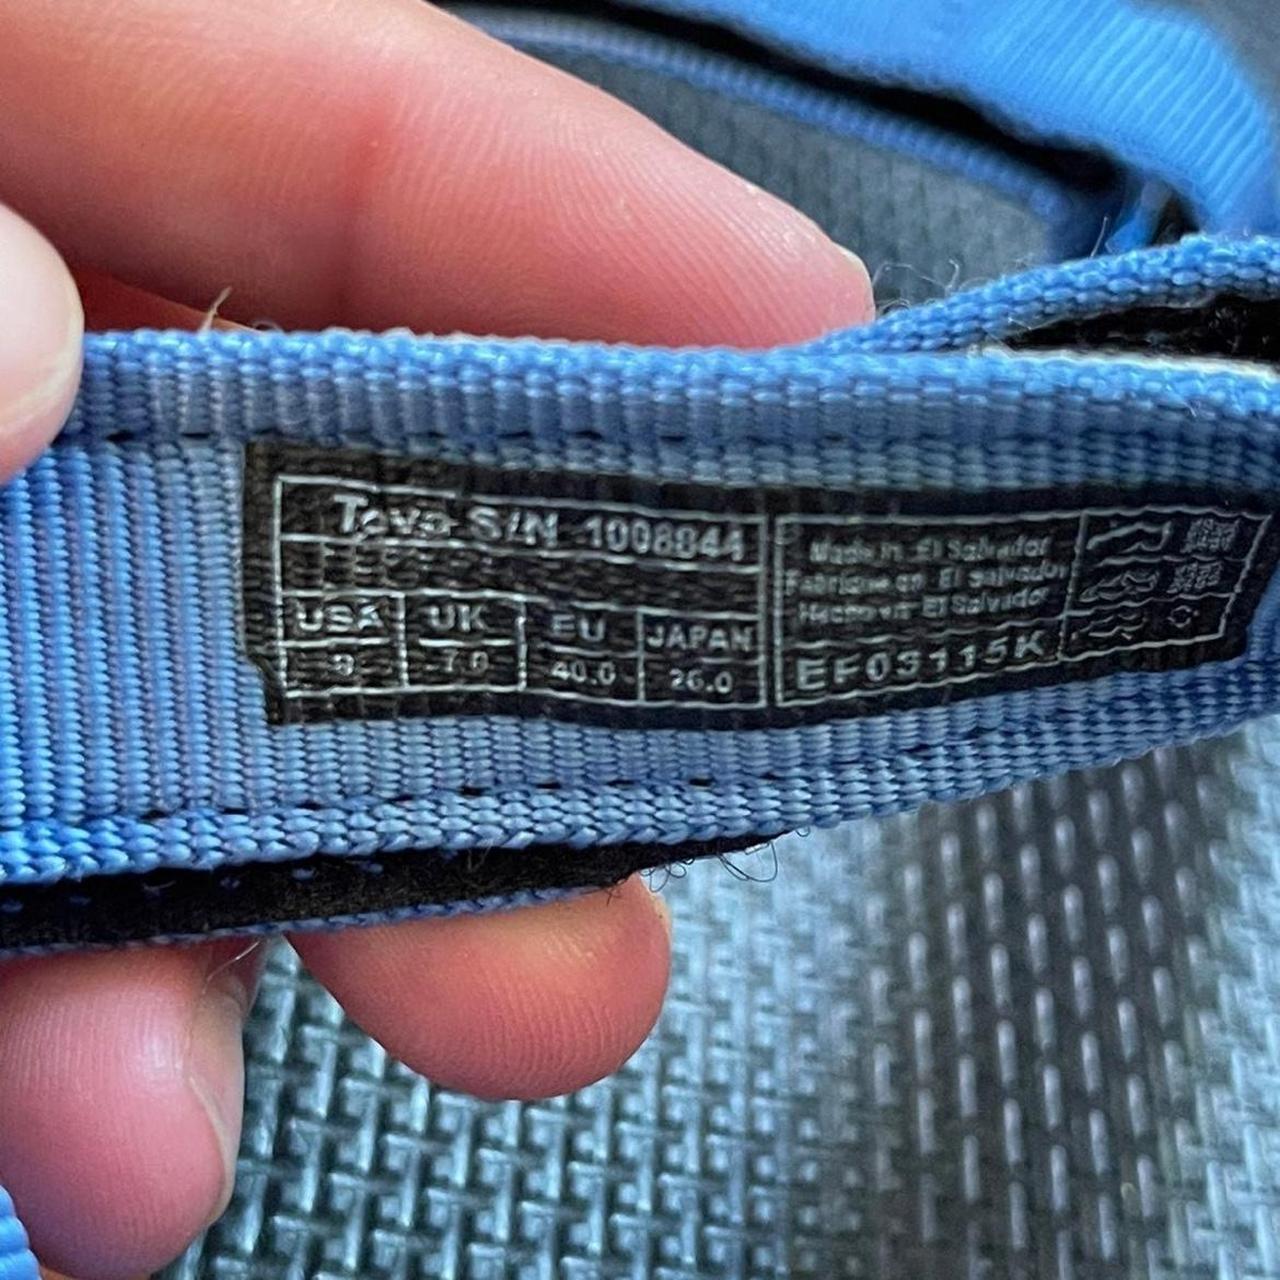 Teva S/N 1008844
USA UK EU JAPAN
9 7.0 40.0 26.0
Made in El Salvador
Fabrique en El Salvador
Hecho en El Salvador
EF03115K